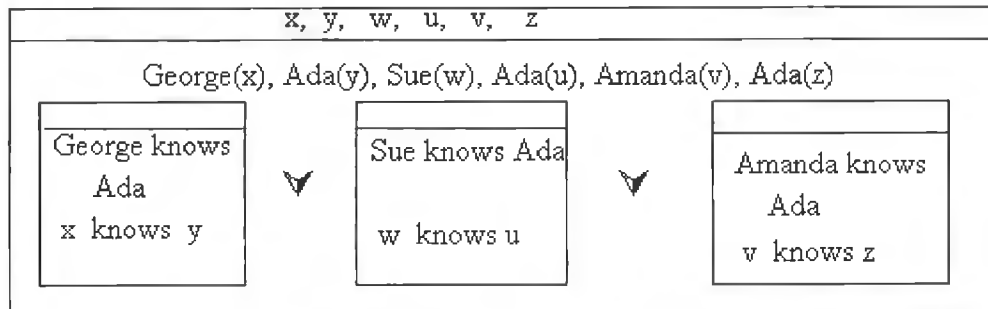 x, y, w, u, v, z
George(x), Ada(y), Sue(w), Ada(u), Amanda(v), Ada(z)
George knows
Ada
x knows y
∨
Sue knows Ada
w knows u
∨
Amanda knows
Ada
v knows z